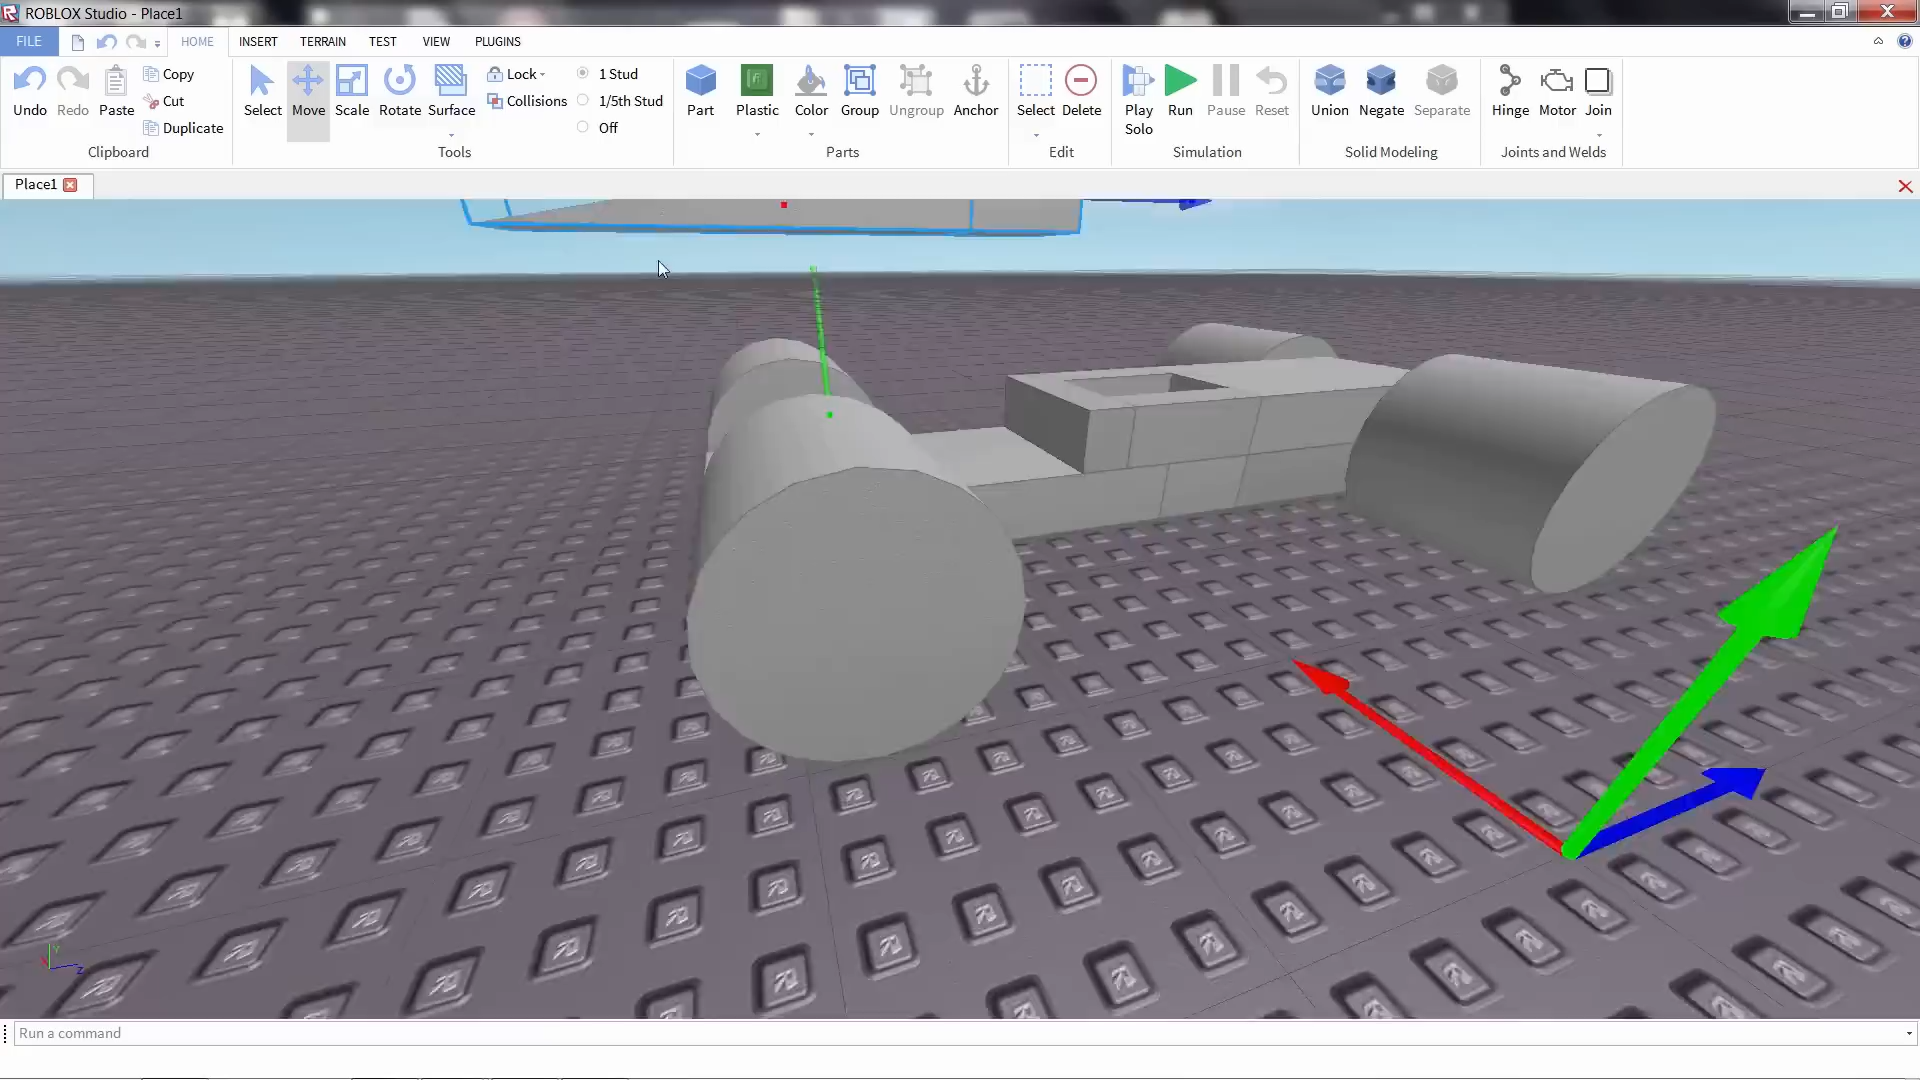 ROBLOX Studio - Place1
FILE HOME INSERT TERRAIN TEST VIEW PLUGINS
Undo Redo Paste Copy Cut Duplicate
Clipboard
Select Move Scale Rotate Surface Lock Collisions 1 Stud 1/5th Stud Off
Tools
Part Plastic Color Group Ungroup Anchor
Parts
Select Delete
Edit
Play Solo Run Pause Reset
Simulation
Union Negate Separate
Solid Modeling
Hinge Motor Join
Joints and Welds
Place1
Y
Z
Run a command